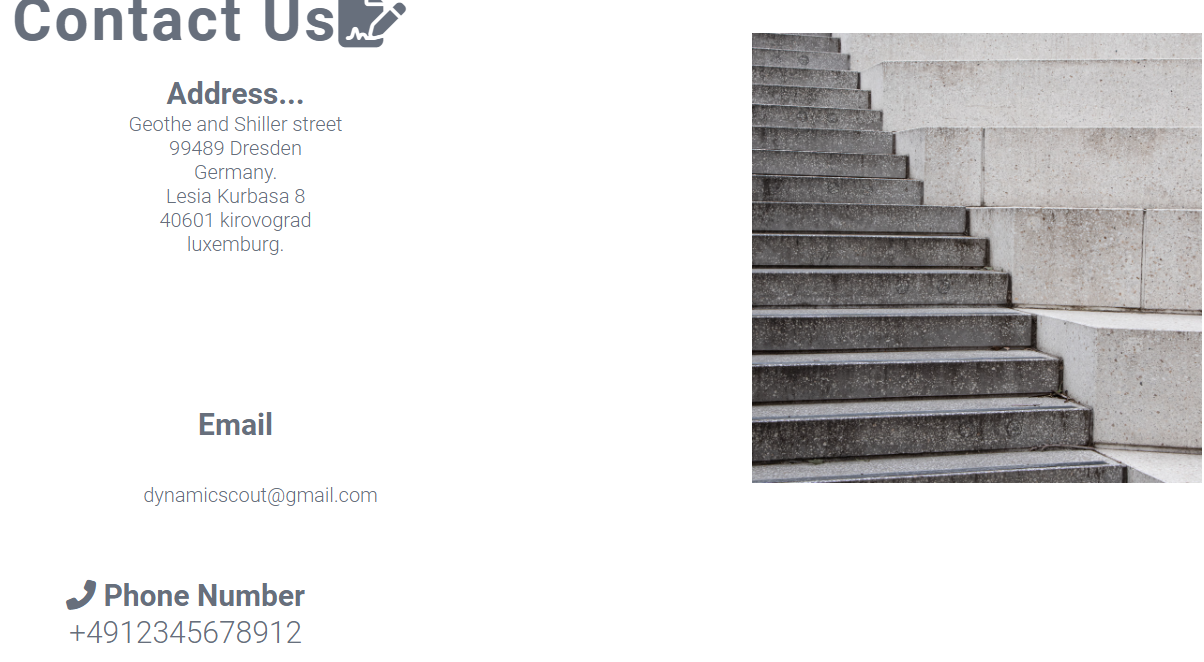 Contact Us
Address...
Geothe and Shiller street
99489 Dresden
Germany.
Lesia Kurbasa 8
40601 kirovograd
luxemburg.
Email
dynamicscout@gmail.com
Phone Number
+4912345678912